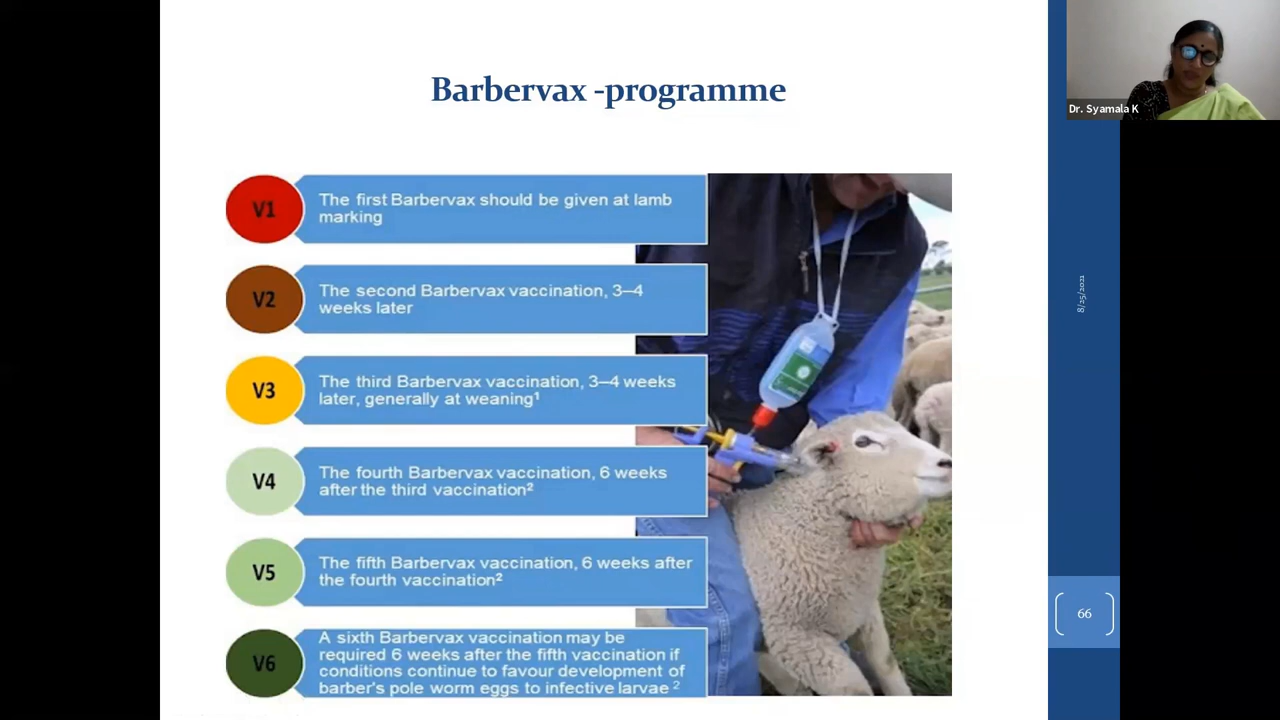 Barbervax -programme
V1
The first Barbervax should be given at lamb
marking
V2
The second Barbervax vaccination, 3–4
weeks later
V3
The third Barbervax vaccination, 3–4 weeks
later, generally at weaning¹
V4
The fourth Barbervax vaccination, 6 weeks
after the third vaccination²
V5
The fifth Barbervax vaccination, 6 weeks after
the fourth vaccination²
V6
A sixth Barbervax vaccination may be
required 6 weeks after the fifth vaccination if
conditions continue to favour development of
barber's pole worm eggs to infective larvae ²
Dr. Syamala K
8/25/2021
66